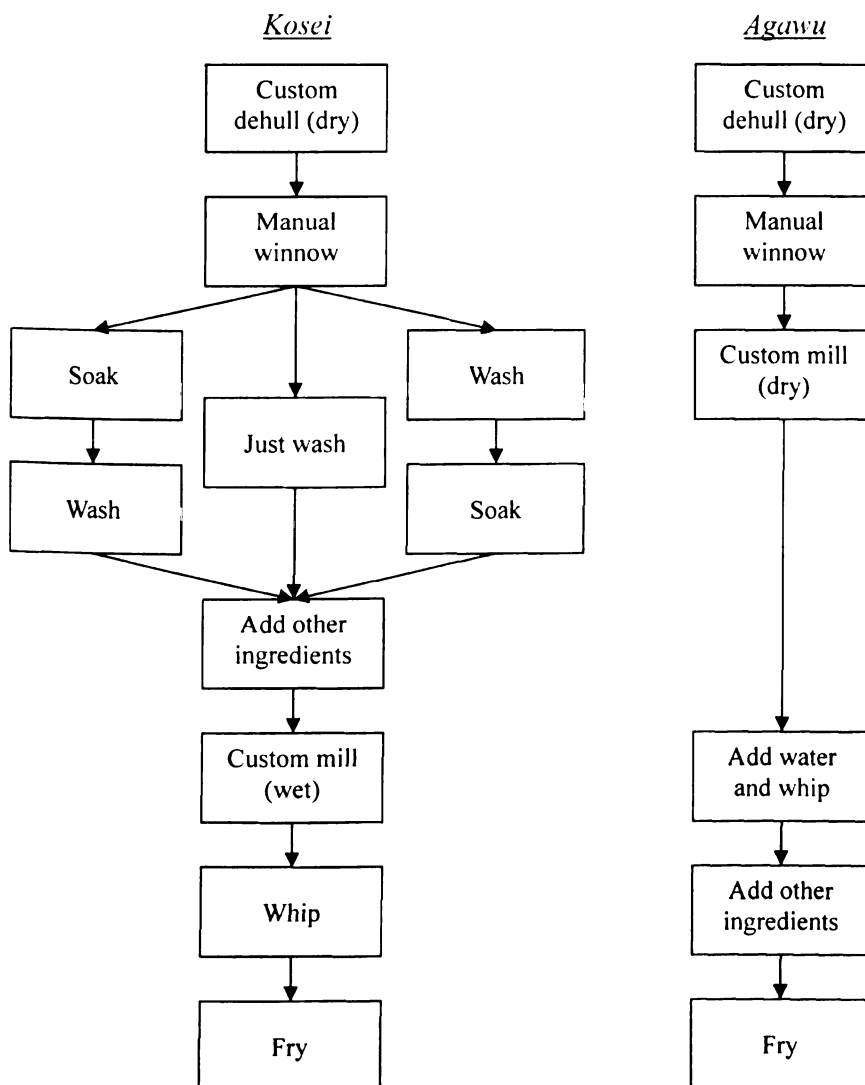 Kosei
Custom
dehull (dry)
Manual
winnow
Soak
Wash
Just wash
Wash
Soak
Add other
ingredients
Custom mill
(wet)
Whip
Fry
Agawu
Custom
dehull (dry)
Manual
winnow
Custom mill
(dry)
Add water
and whip
Add other
ingredients
Fry